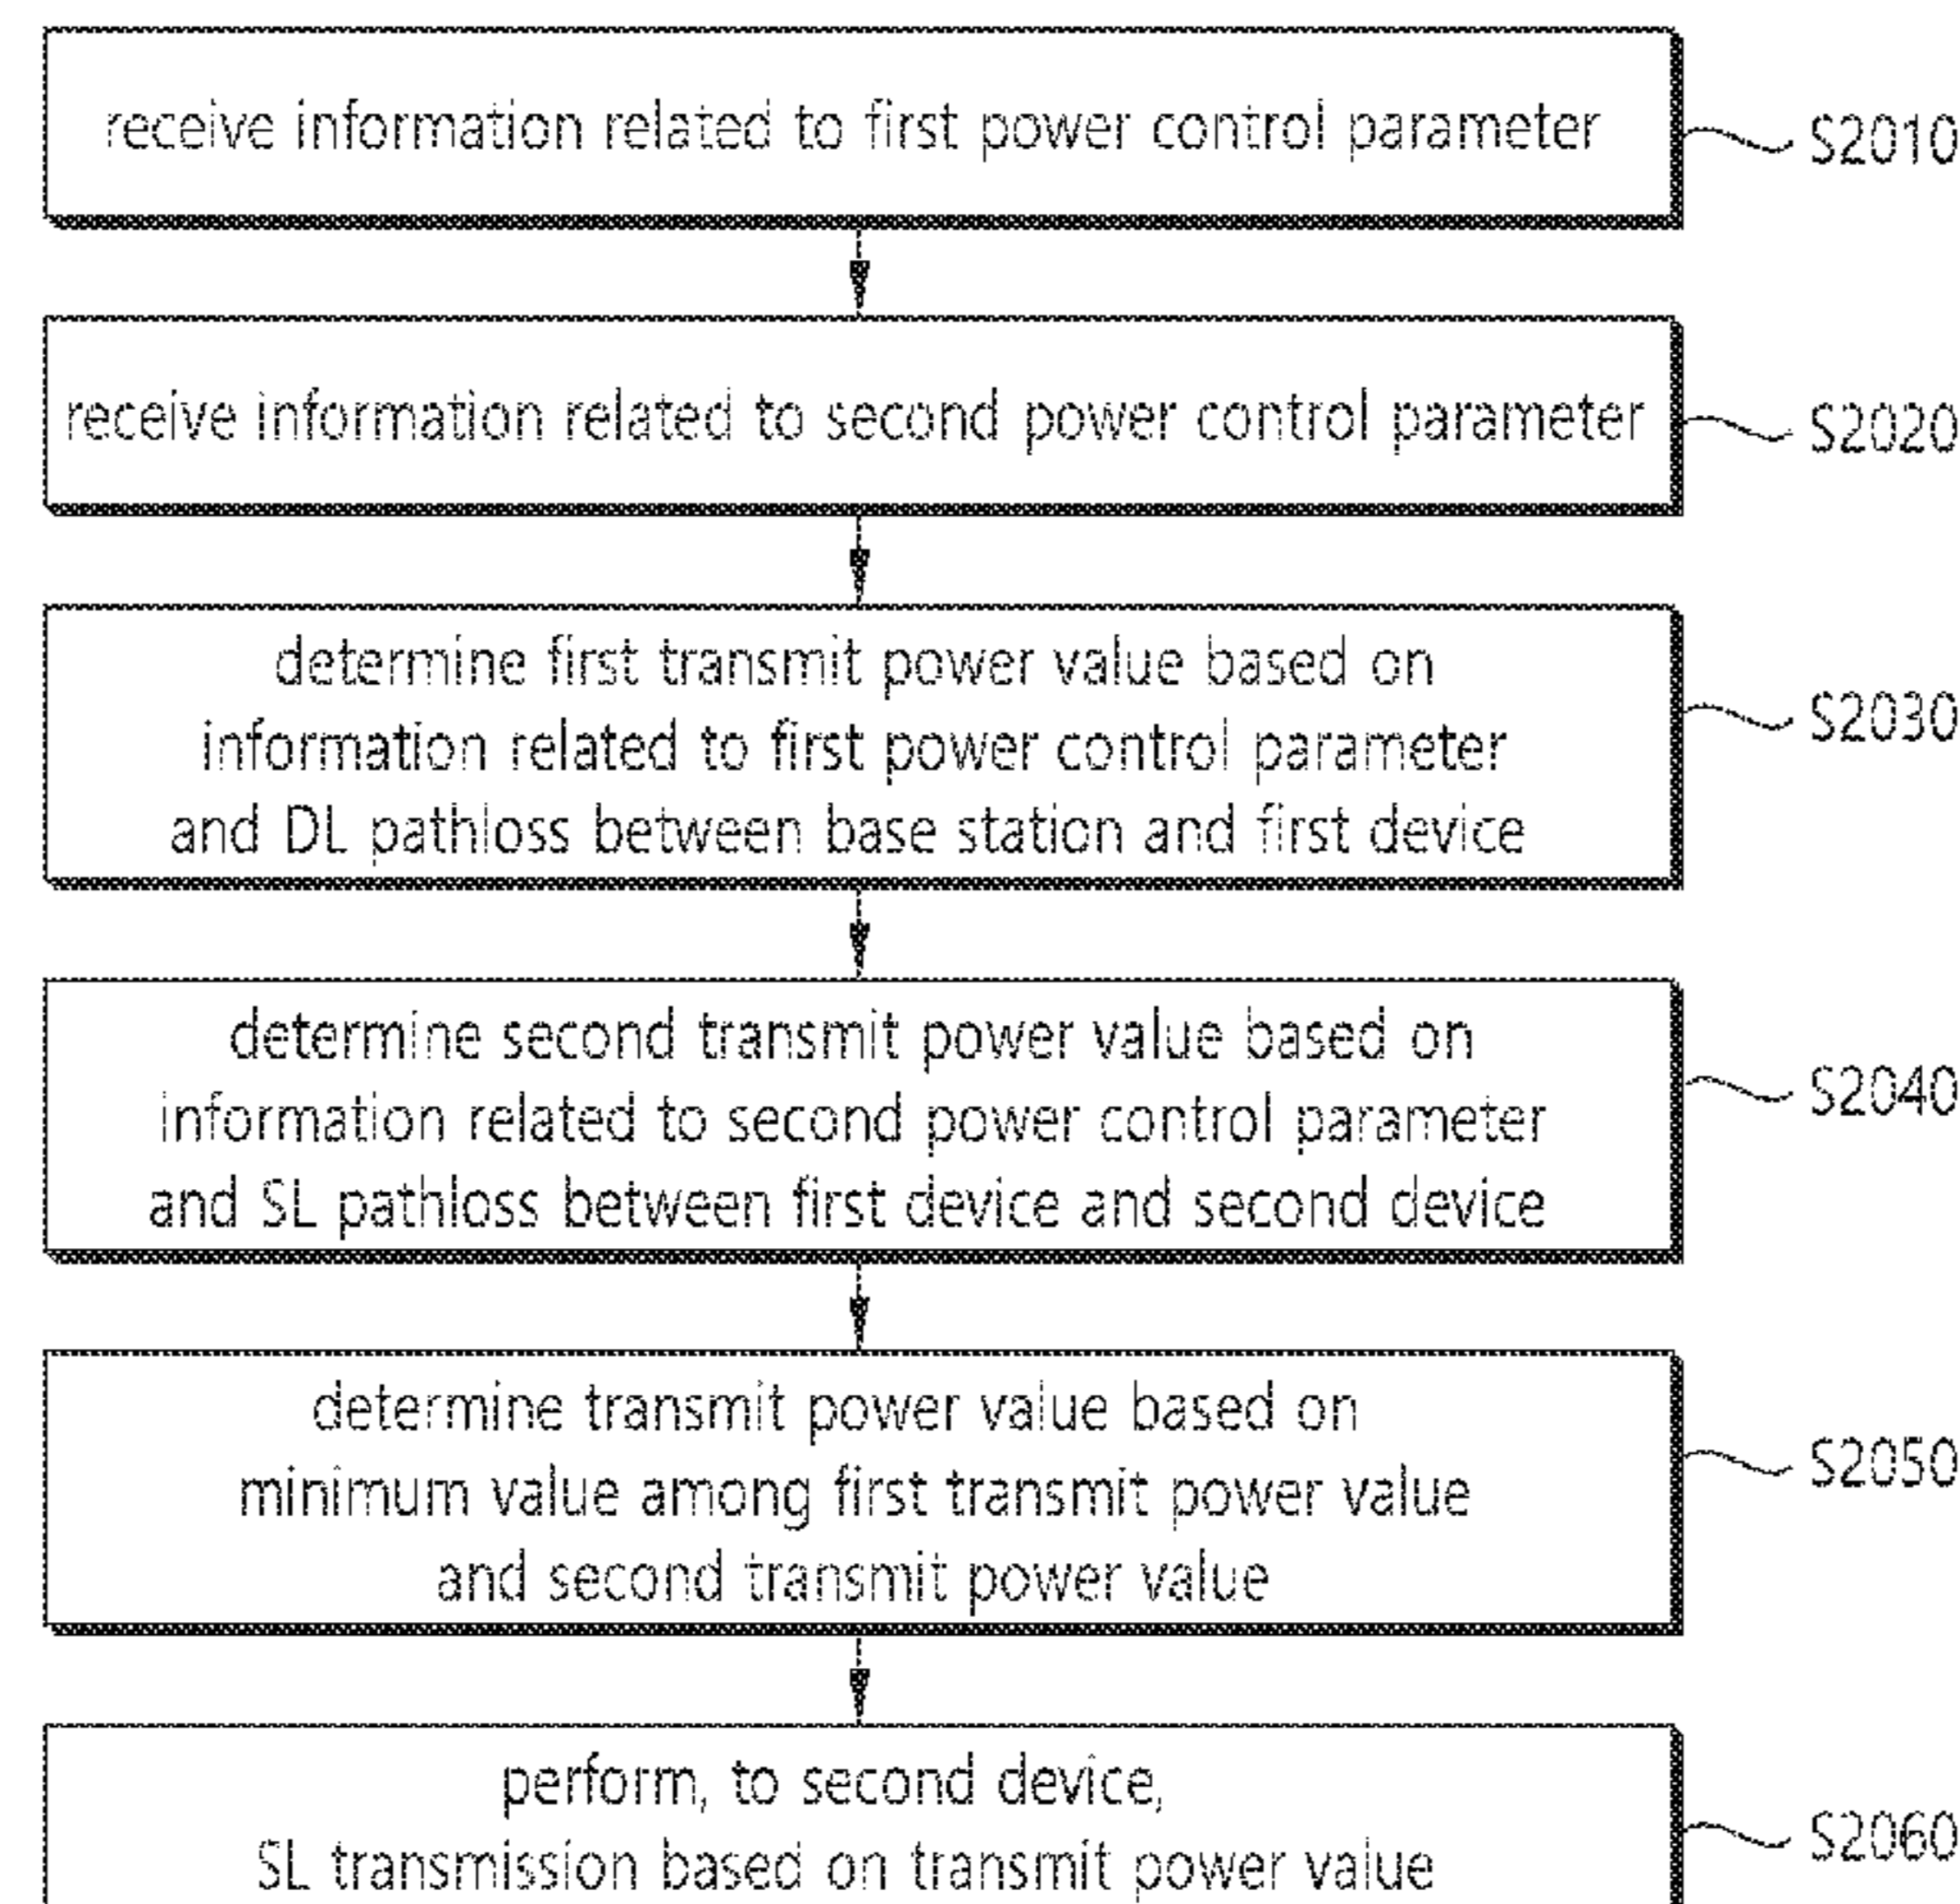 receive information related to first power control parameter
S2010
receive information related to second power control parameter
S2020
determine first transmit power value based on
information related to first power control parameter
and DL pathloss between base station and first device
S2030
determine second transmit power value based on
information related to second power control parameter
and SL pathloss between first device and second device
S2040
determine transmit power value based on
minimum value among first transmit power value
and second transmit power value
S2050
perform, to second device,
SL transmission based on transmit power value
S2060